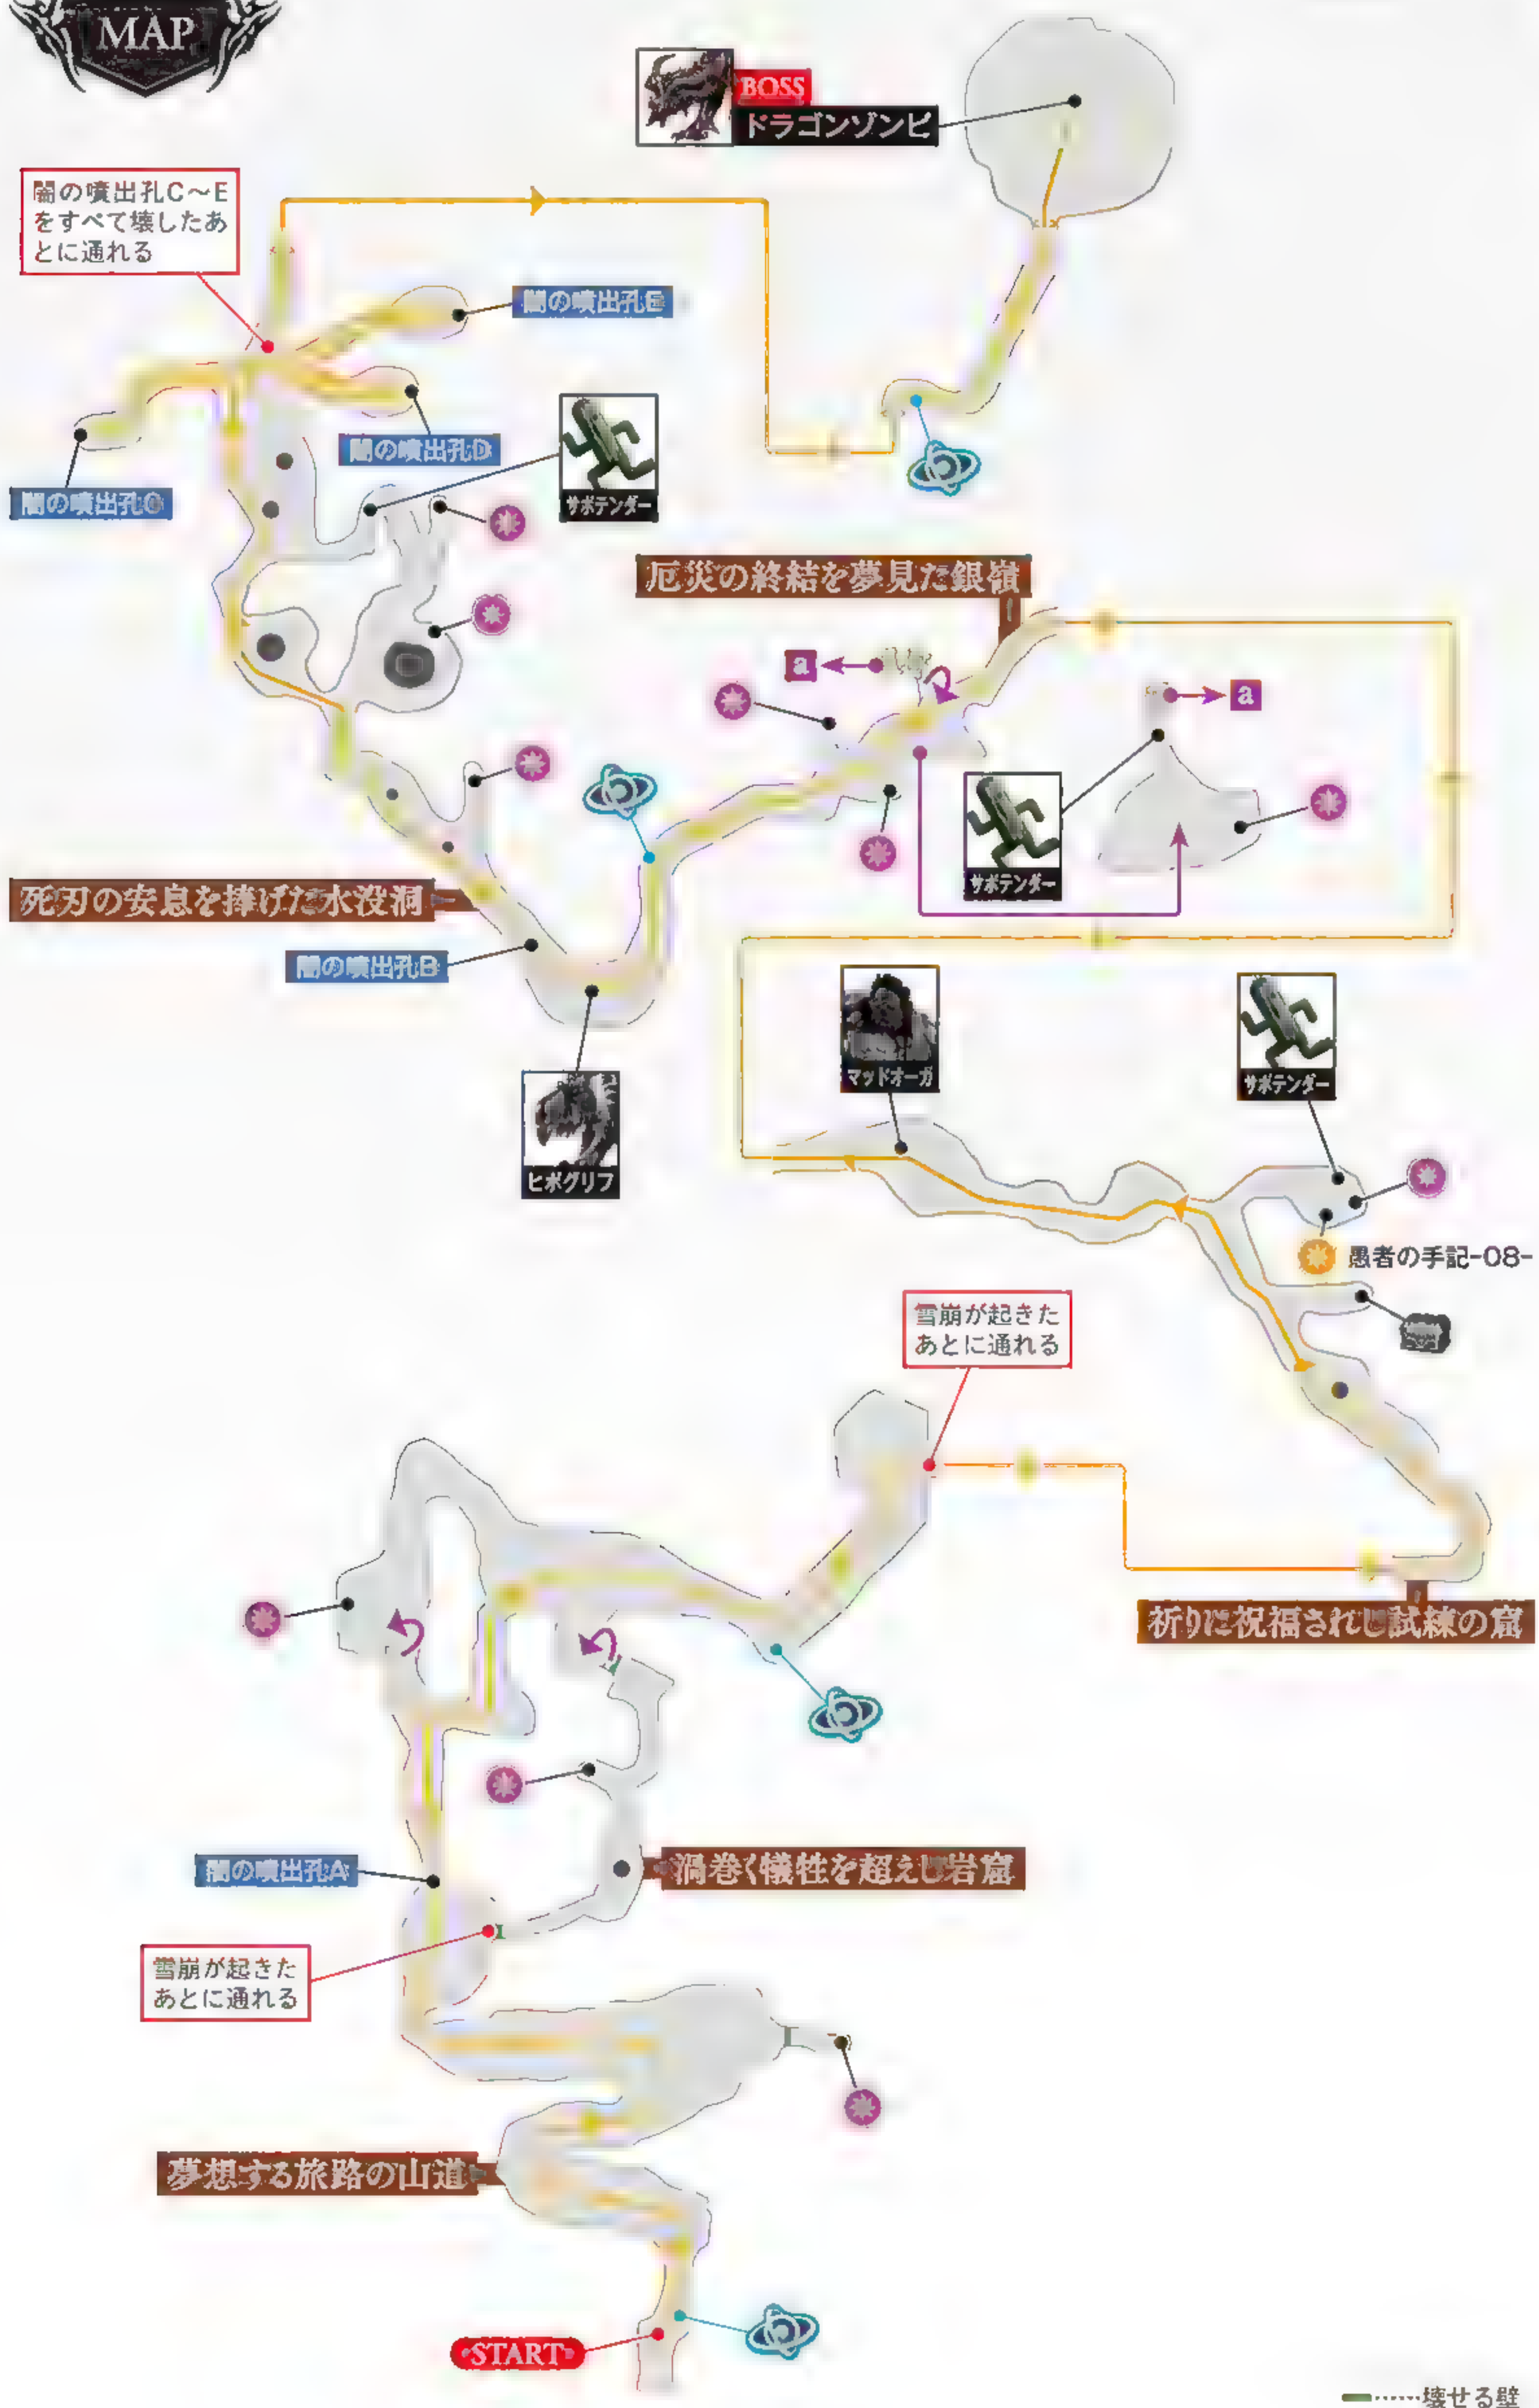 MAP
BOSS
ドラゴンゾンビ
闇の噴出孔C～E
をすべて壊したあ
とに通れる
闇の噴出孔E
闇の噴出孔D
サボテンダー
闇の噴出孔C
厄災の終結を夢見た銀嶺
a
a
サボテンダー
死刃の安息を捧げた水没洞
闇の噴出孔B
ヒポグリフ
マッドオーガ
サボテンダー
愚者の手記-08-
雪崩が起きた
あとに通れる
祈りに祝福されし試練の窟
闇の噴出孔A
渦巻く犠牲を超えし岩窟
雪崩が起きた
あとに通れる
夢想する旅路の山道
START
……壊せる壁